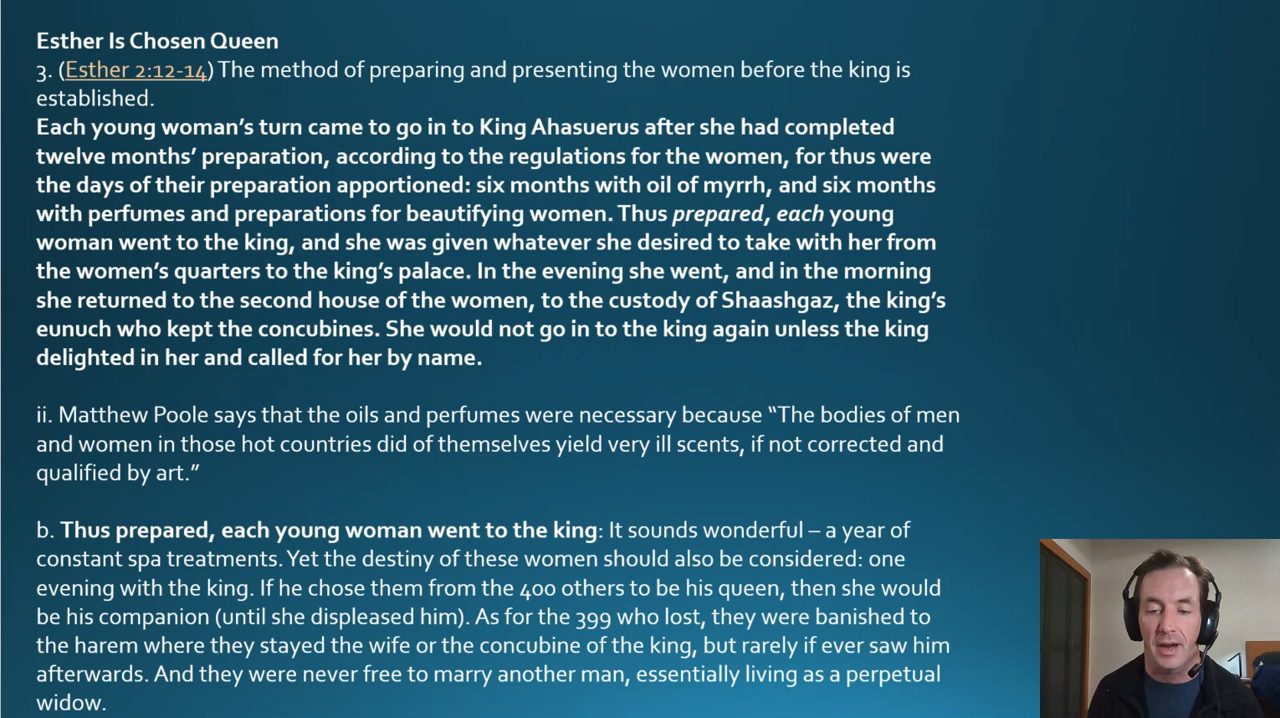 Esther Is Chosen Queen
3. (Esther 2:12-14) The method of preparing and presenting the women before the king is
established.
Each young woman’s turn came to go in to King Ahasuerus after she had completed
twelve months’ preparation, according to the regulations for the women, for thus were
the days of their preparation apportioned: six months with oil of myrrh, and six months
with perfumes and preparations for beautifying women. Thus prepared, each young
woman went to the king, and she was given whatever she desired to take with her from
the women’s quarters to the king’s palace. In the evening she went, and in the morning
she returned to the second house of the women, to the custody of Shaashgaz, the king’s
eunuch who kept the concubines. She would not go in to the king again unless the king
delighted in her and called for her by name.
ii. Matthew Poole says that the oils and perfumes were necessary because “The bodies of men
and women in those hot countries did of themselves yield very ill scents, if not corrected and
qualified by art.”
b. Thus prepared, each young woman went to the king: It sounds wonderful – a year of
constant spa treatments. Yet the destiny of these women should also be considered: one
evening with the king. If he chose them from the 400 others to be his queen, then she would
be his companion (until she displeased him). As for the 399 who lost, they were banished to
the harem where they stayed the wife or the concubine of the king, but rarely if ever saw him
afterwards. And they were never free to marry another man, essentially living as a perpetual
widow.